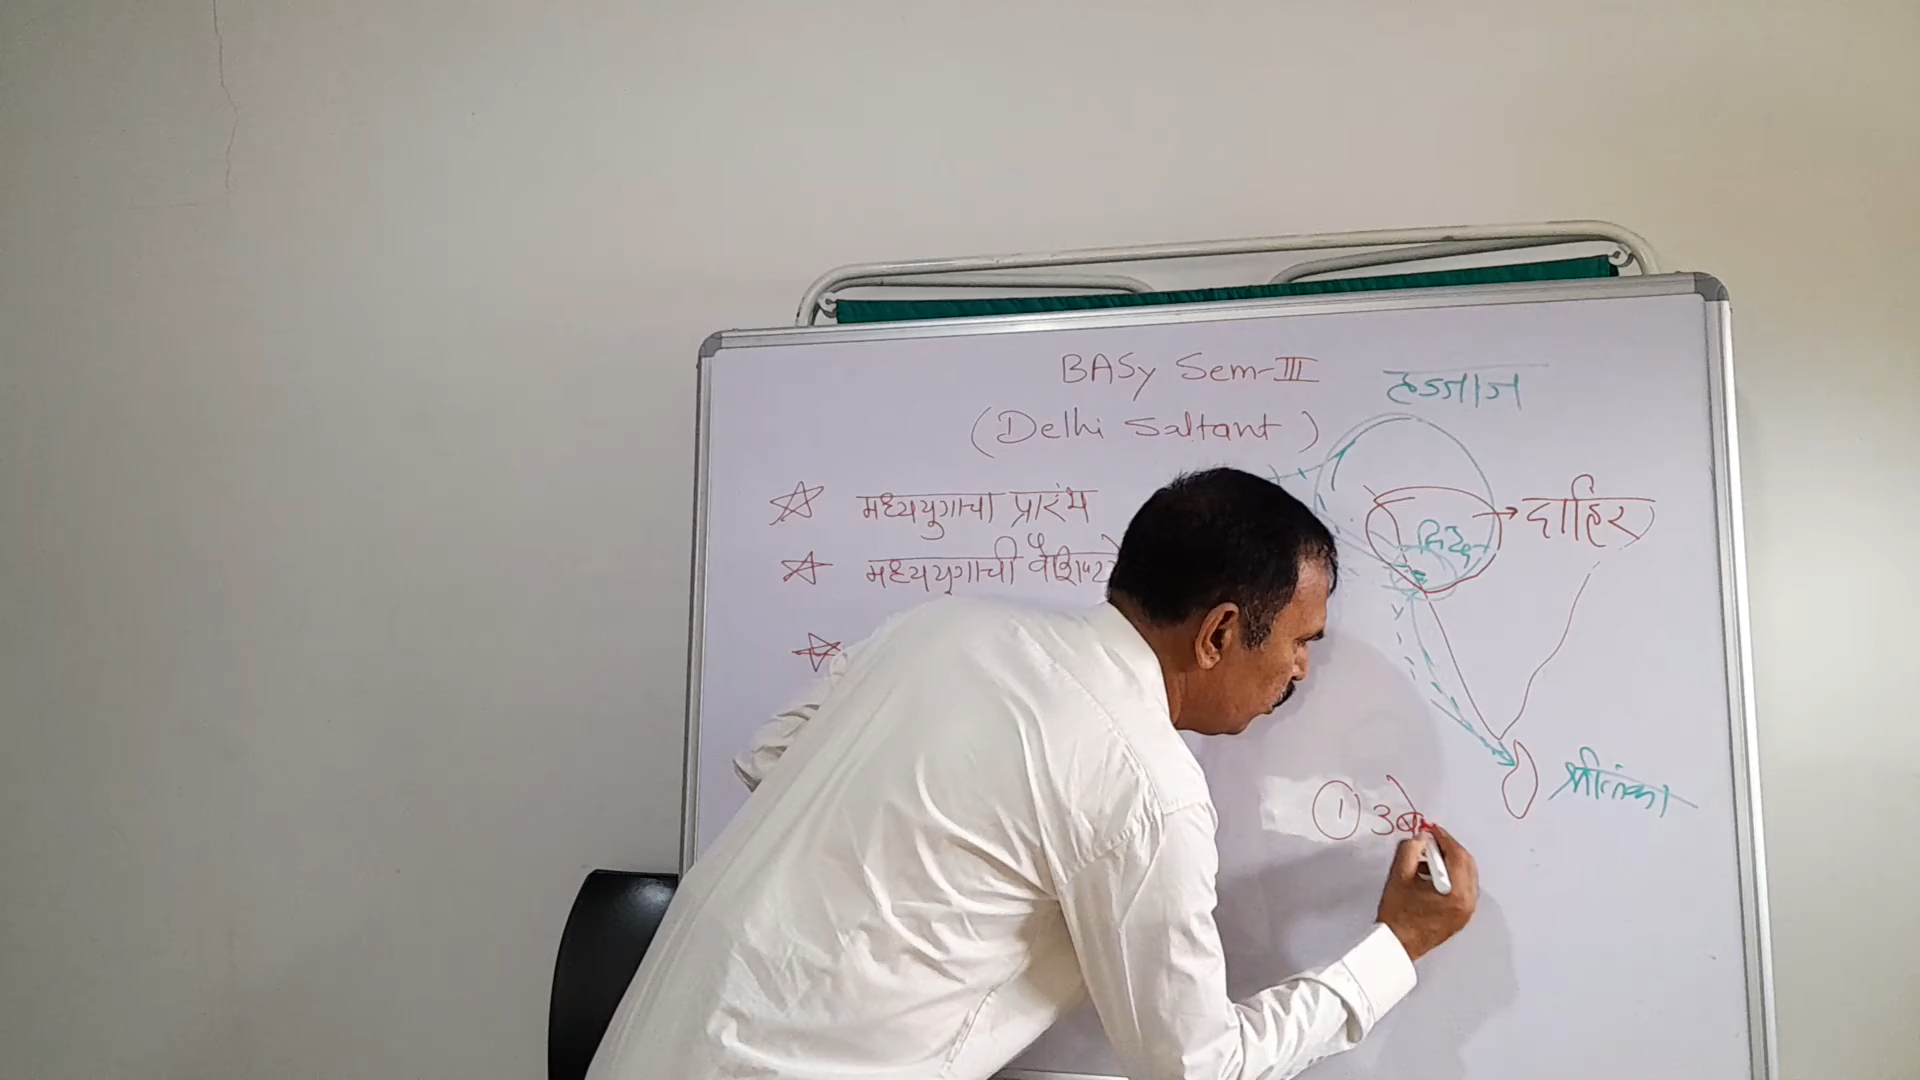 BASy Sem-III
(Delhi Saltant)
हज्जाज
मध्ययुगाचा प्रारंभ
दाहिर
मध्ययुगाची
श्रीलंका
①